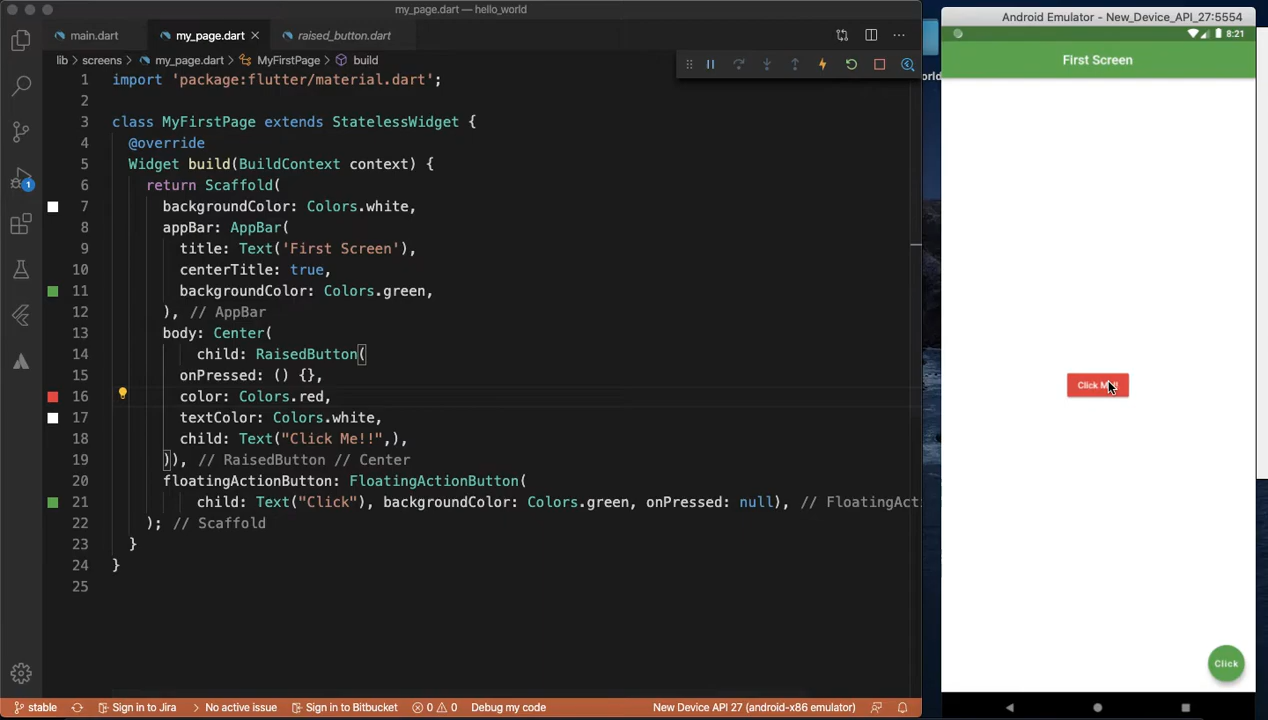 my_page.dart — hello_world
main.dart
my_page.dart
raised_button.dart
lib > screens > my_page.dart > MyFirstPage > build
1 import 'package:flutter/material.dart';
2
3 class MyFirstPage extends StatelessWidget {
4 @override
5 Widget build(BuildContext context) {
6 return Scaffold(
7 backgroundColor: Colors.white,
8 appBar: AppBar(
9 title: Text('First Screen'),
10 centerTitle: true,
11 backgroundColor: Colors.green,
12 ), // AppBar
13 body: Center(
14 child: RaisedButton(
15 onPressed: () {},
16 color: Colors.red,
17 textColor: Colors.white,
18 child: Text("Click Me!!",),
19 )), // RaisedButton // Center
20 floatingActionButton: FloatingActionButton(
21 child: Text("Click"), backgroundColor: Colors.green, onPressed: null), // FloatingAct
22 ); // Scaffold
23 }
24 }
25
1
stable
Sign in to Jira
No active issue
Sign in to Bitbucket
0
0
Debug my code
New Device API 27 (android-x86 emulator)
Android Emulator - New_Device_API_27:5554
8:21
First Screen
Click
Click